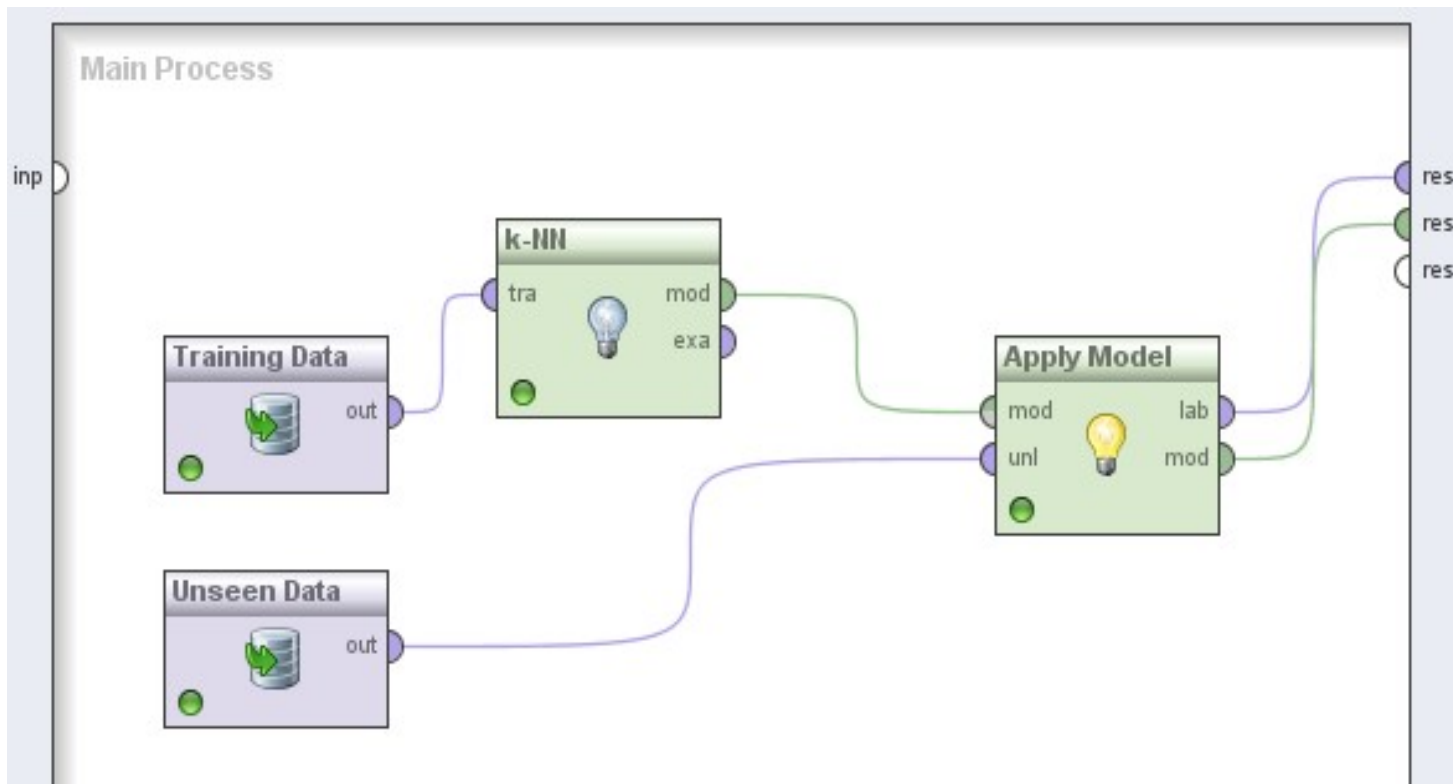 Main Process
inp
res
res
res
k-NN
tra
mod
exa
Training Data
out
Apply Model
mod
lab
unl
mod
Unseen Data
out